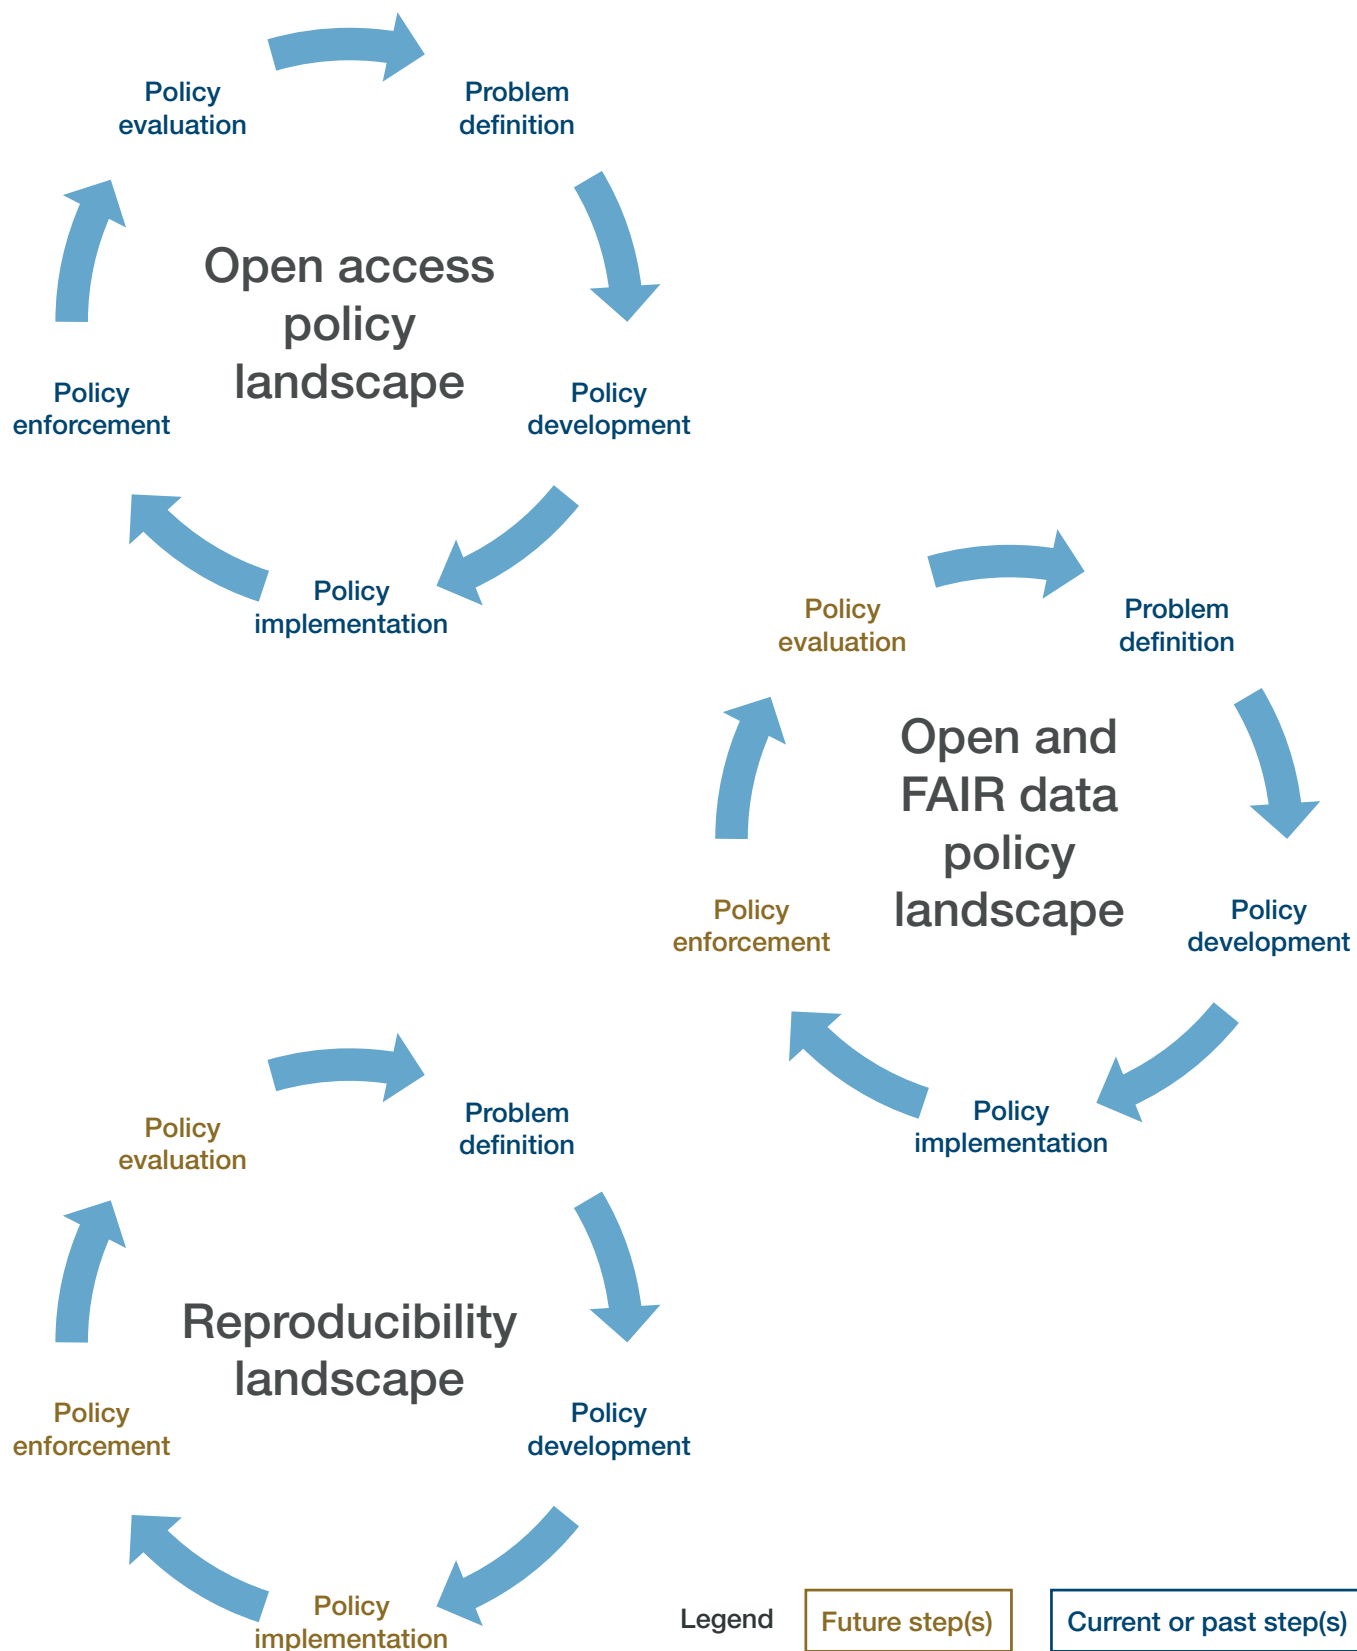 Policy
evaluation
Problem
definition
Open access
policy
landscape
Policy
enforcement
Policy
development
Policy
implementation
Policy
evaluation
Problem
definition
Open and
FAIR data
policy
landscape
Policy
enforcement
Policy
development
Policy
implementation
Policy
evaluation
Problem
definition
Reproducibility
landscape
Policy
enforcement
Policy
development
Policy
implementation
Legend
Future step(s)
Current or past step(s)